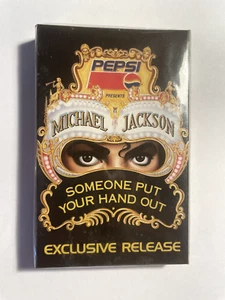 PEPSI
PRESENTS
MICHAEL JACKSON
SOMEONE PUT
YOUR HAND OUT
EXCLUSIVE RELEASE